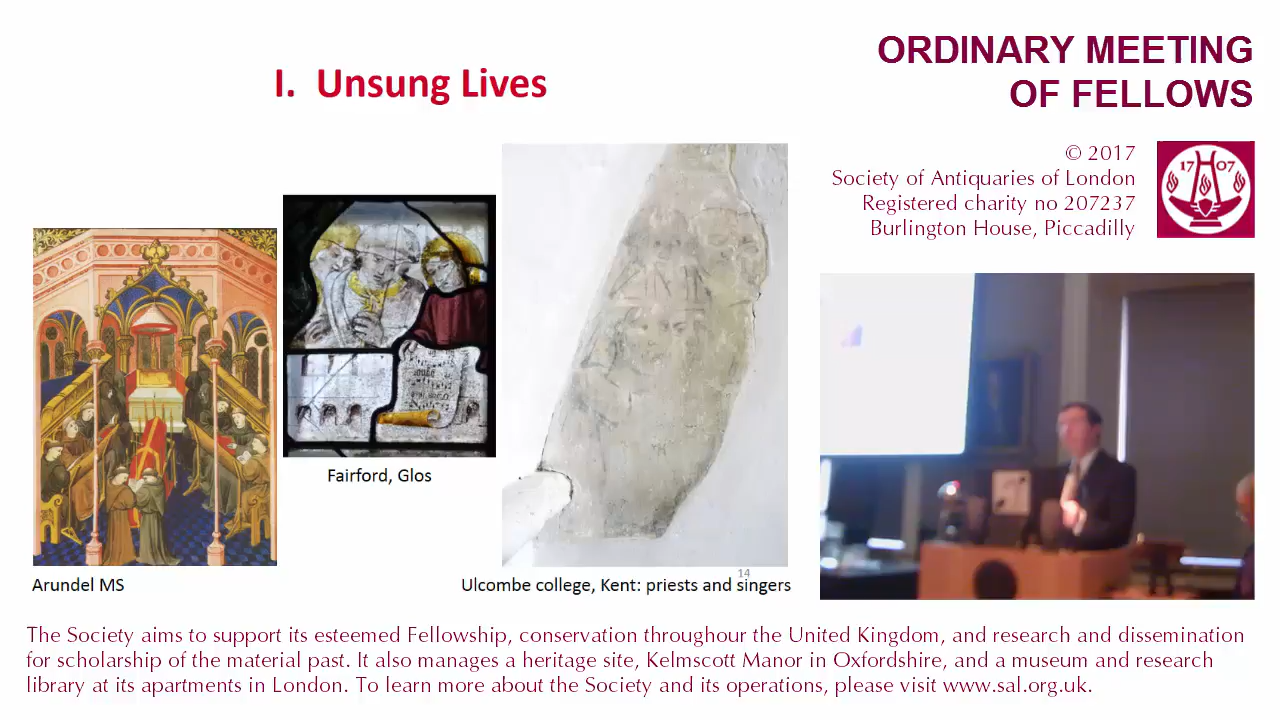 I. Unsung Lives
ORDINARY MEETING
OF FELLOWS
© 2017
Society of Antiquaries of London
Registered charity no 207237
Burlington House, Piccadilly
17 07
Fairford, Glos
Arundel MS
14
Ulcombe college, Kent: priests and singers
The Society aims to support its esteemed Fellowship, conservation throughour the United Kingdom, and research and dissemination
for scholarship of the material past. It also manages a heritage site, Kelmscott Manor in Oxfordshire, and a museum and research
library at its apartments in London. To learn more about the Society and its operations, please visit www.sal.org.uk.